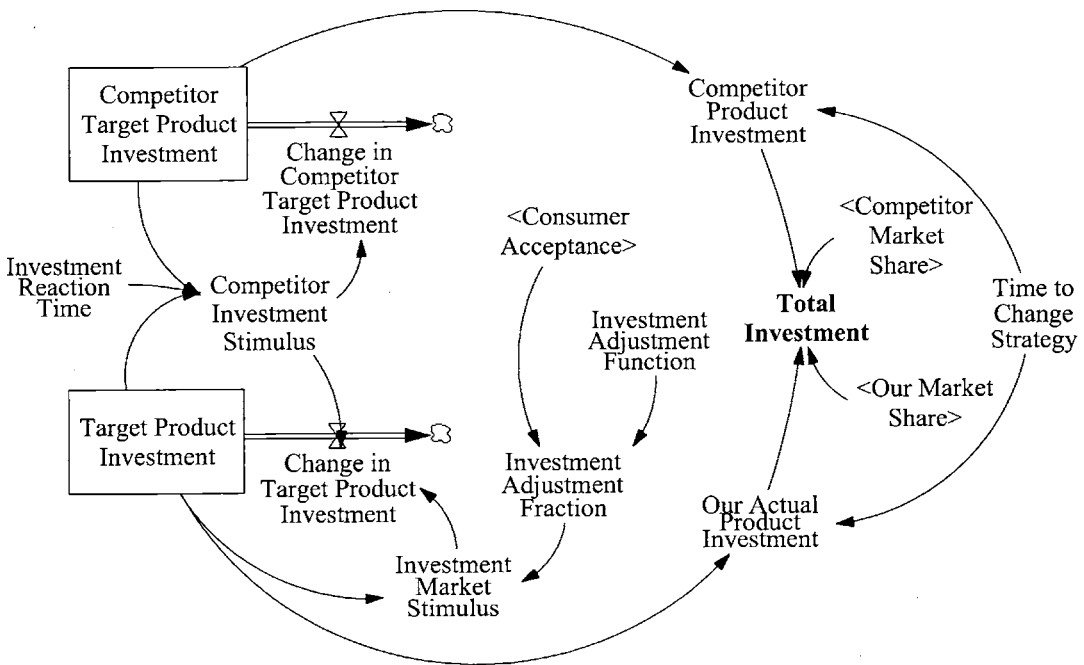 Competitor
Target Product
Investment
Change in
Competitor
Target Product
Investment
Competitor
Product
Investment
<Consumer
Acceptance>
<Competitor
Market
Share>
Investment
Reaction
Time
Competitor
Investment
Stimulus
Investment
Adjustment
Function
Total
Investment
Time to
Change
Strategy
<Our Market
Share>
Target Product
Investment
Change in
Target Product
Investment
Investment
Adjustment
Fraction
Our Actual
Product
Investment
Investment
Market
Stimulus